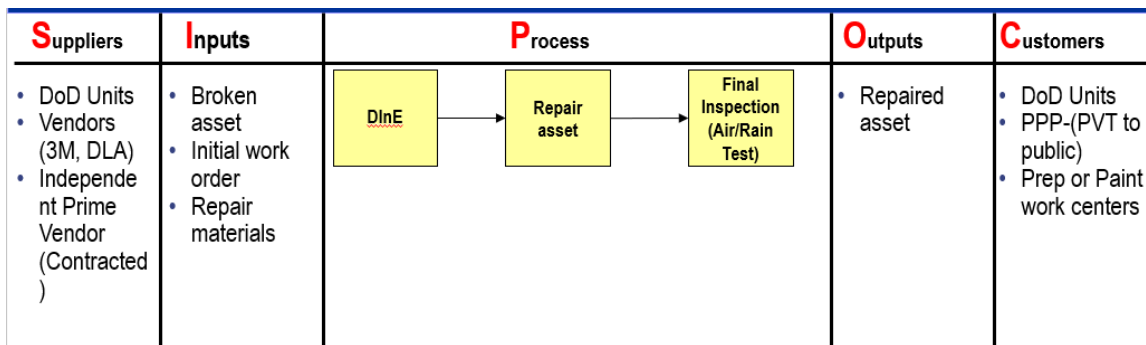 Suppliers
Inputs
Process
Outputs
Customers
• DoD Units
• Vendors
(3M, DLA)
• Independe
nt Prime
Vendor
(Contracted
)
• Broken
asset
• Initial work
order
• Repair
materials
DInE
Repair
asset
Final
Inspection
(Air/Rain
Test)
• Repaired
asset
• DoD Units
• PPP-(PVT to
public)
• Prep or Paint
work centers